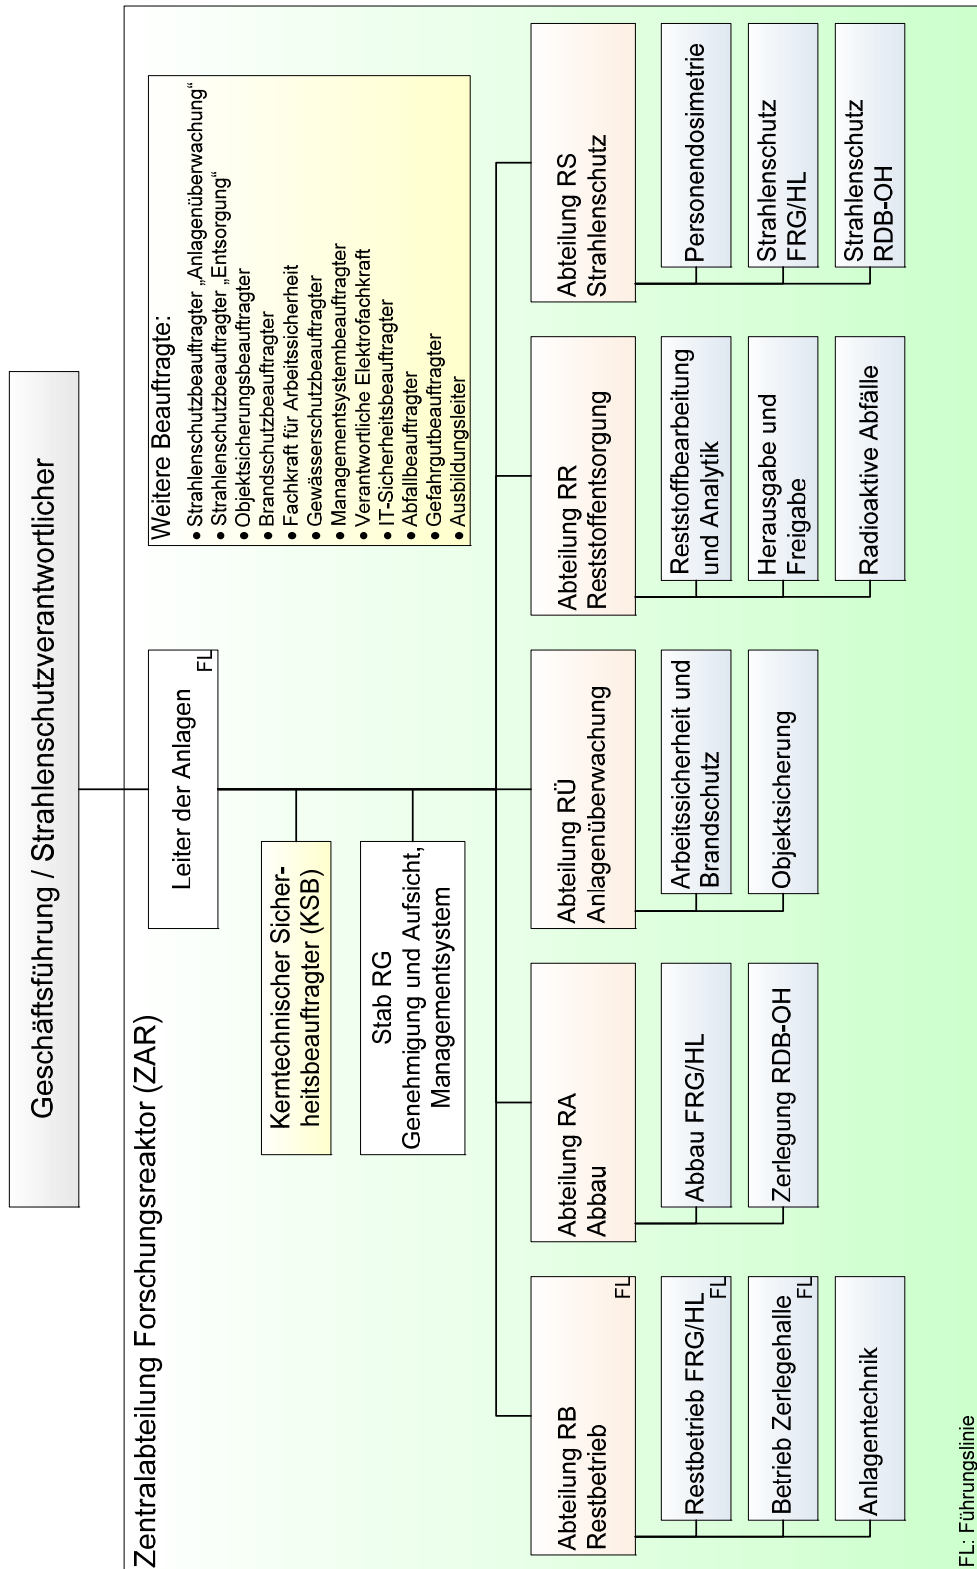 Geschäftsführung / Strahlenschutzverantwortlicher
Zentralabteilung Forschungsreaktor (ZAR)
Leiter der Anlagen
FL
Weitere Beauftragte:
• Strahlenschutzbeauftragter „Anlagenüberwachung“
• Strahlenschutzbeauftragter „Entsorgung“
• Objektsicherungsbeauftragter
• Brandschutzbeauftragter
• Fachkraft für Arbeitssicherheit
• Gewässerschutzbeauftragter
• Managementsystembeauftragter
• Verantwortliche Elektrofachkraft
• IT-Sicherheitsbeauftragter
• Abfallbeauftragter
• Gefahrgutbeauftragter
• Ausbildungsleiter
Kerntechnischer Sicher-
heitsbeauftragter (KSB)
Stab RG
Genehmigung und Aufsicht,
Managementsystem
Abteilung RB
Restbetrieb
FL
Restbetrieb FRG/HL
FL
Betrieb Zerlegehalle
FL
Anlagentechnik
Abteilung RA
Abbau
Abbau FRG/HL
Zerlegung RDB-OH
Abteilung RÜ
Anlagenüberwachung
Arbeitssicherheit und
Brandschutz
Objektsicherung
Abteilung RR
Reststoffentsorgung
Reststoffbearbeitung
und Analytik
Herausgabe und
Freigabe
Radioaktive Abfälle
Abteilung RS
Strahlenschutz
Personendosimetrie
Strahlenschutz
FRG/HL
Strahlenschutz
RDB-OH
FL: Führungslinie